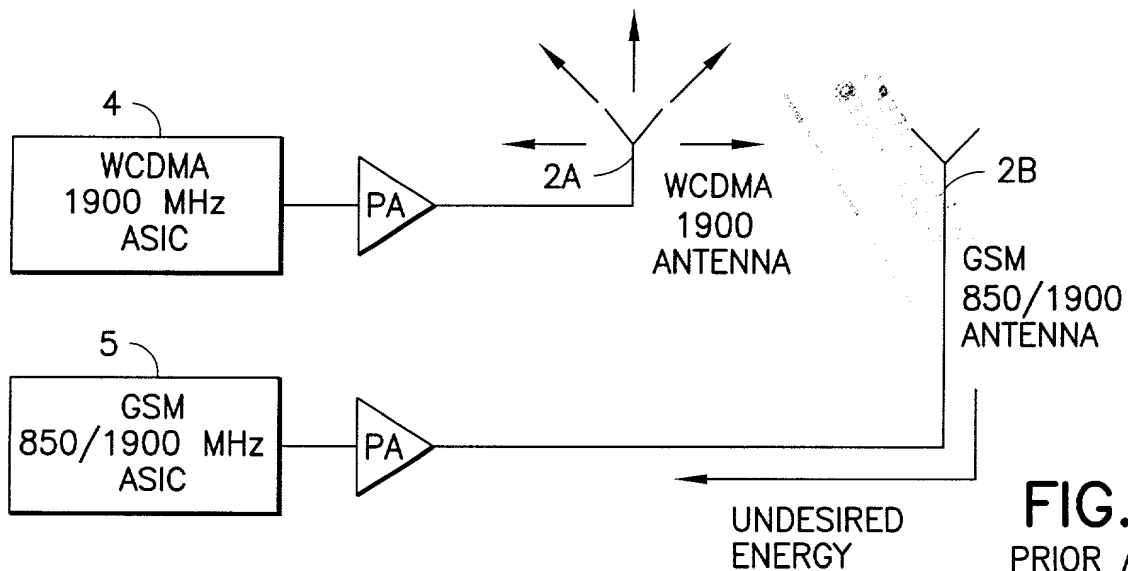 4
WCDMA
1900 MHz
ASIC
PA
2A
WCDMA
1900
ANTENNA
2B
GSM
850/1900
ANTENNA
5
GSM
850/1900 MHz
ASIC
PA
UNDESIRED
ENERGY
FIG.
PRIOR